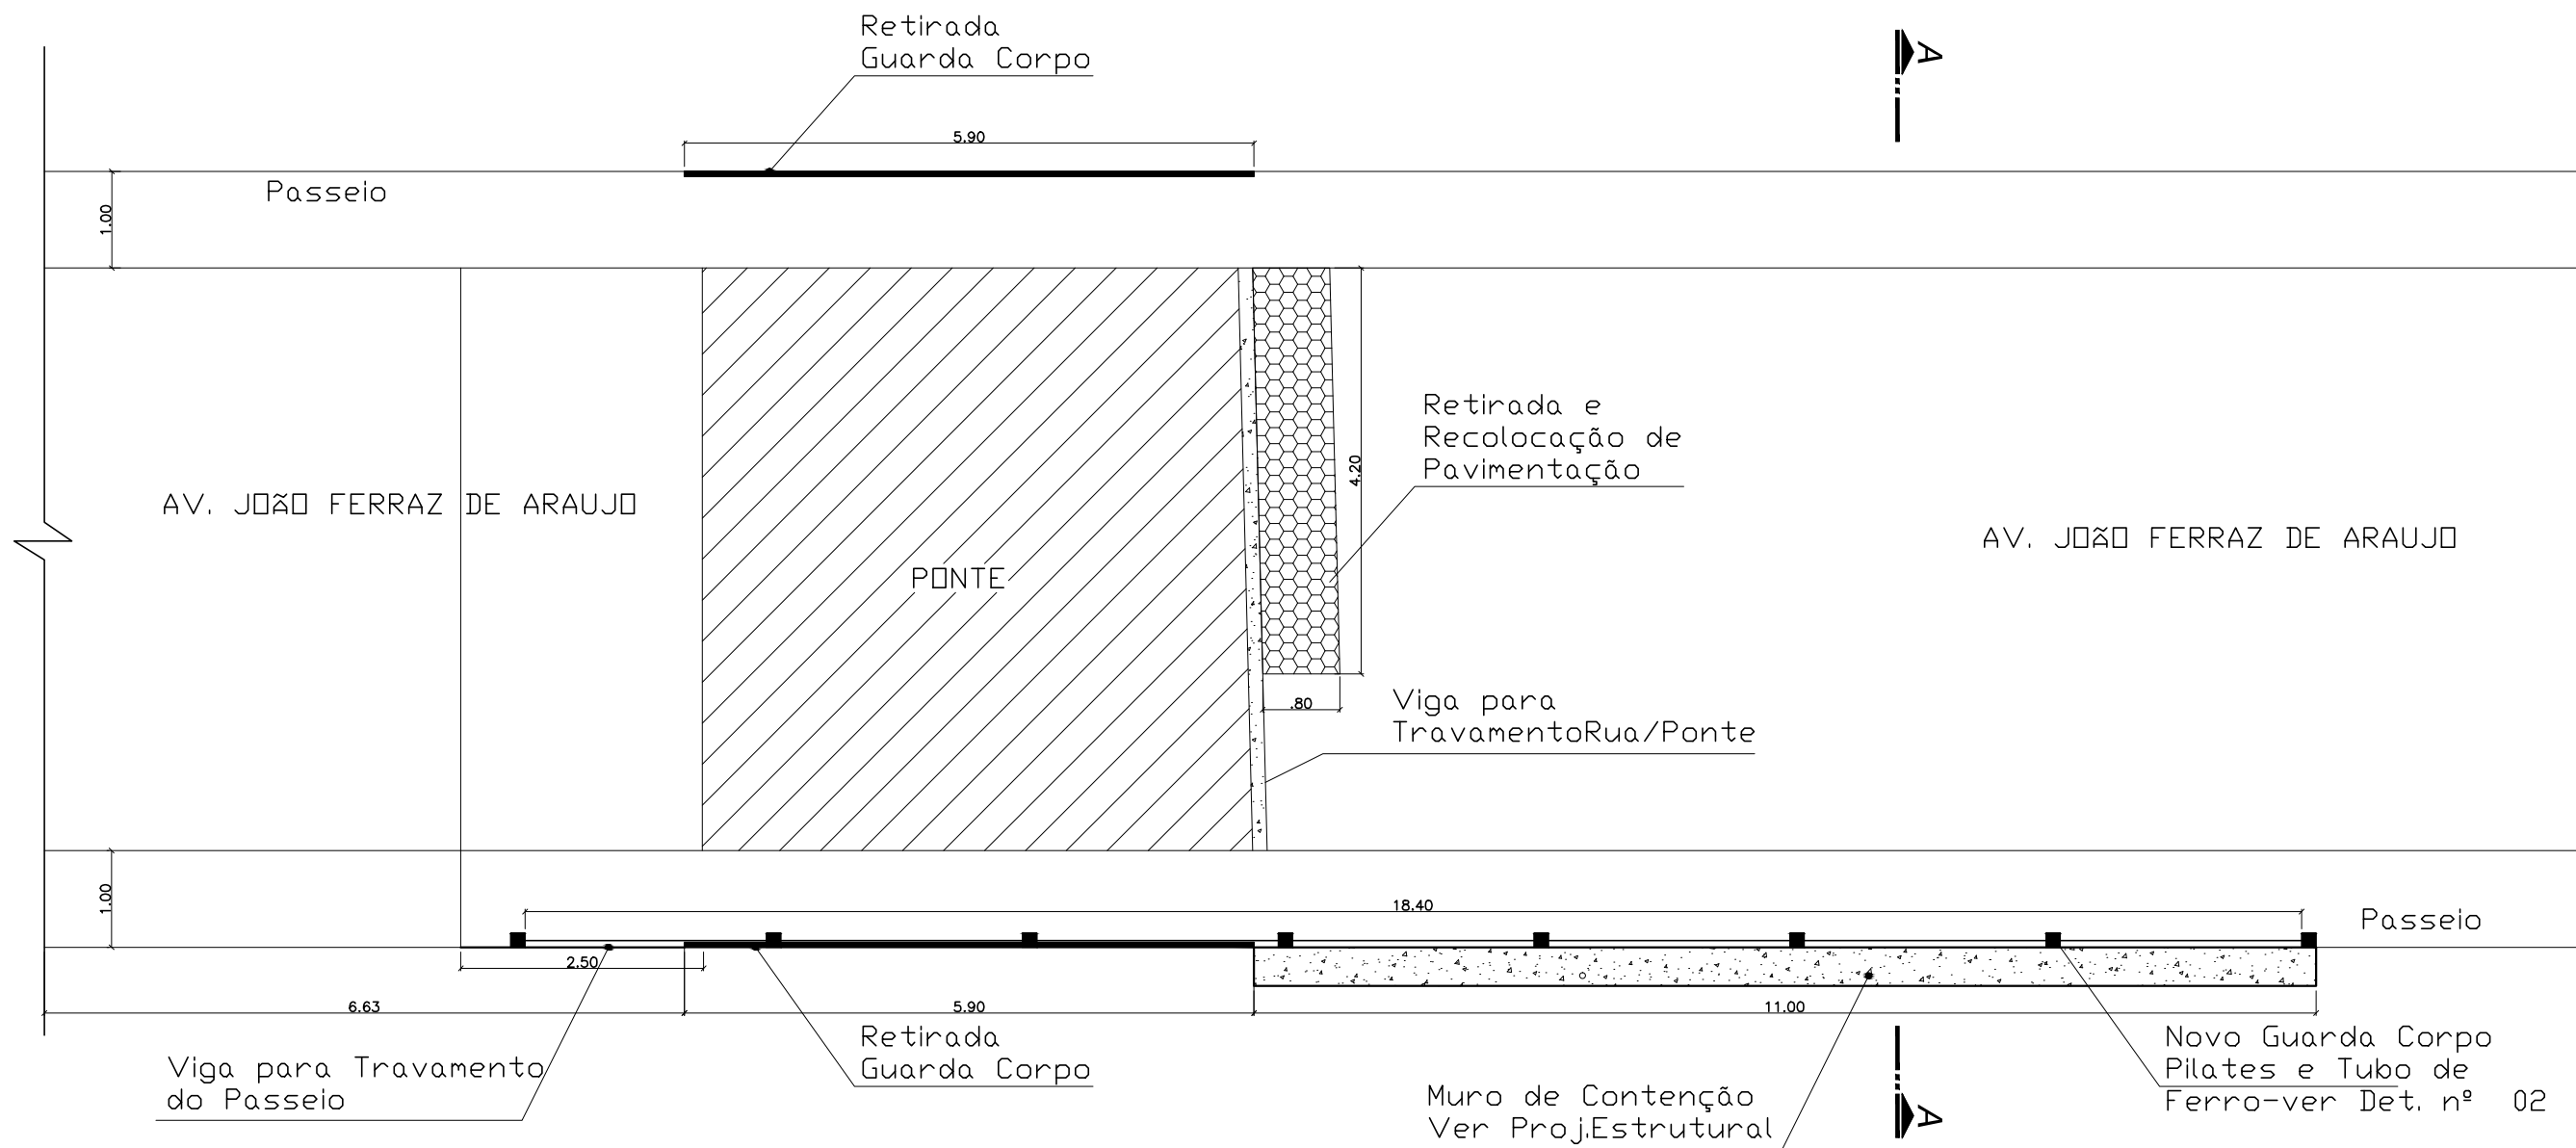 Retirada
Guarda Corpo
A
5.90
Passeio
1.00
Retirada e
Recolocação de
Pavimentação
4.20
AV. JOÃO FERRAZ DE ARAUJO
AV. JOÃO FERRAZ DE ARAUJO
PONTE
.80
Viga para
TravamentoRua/Ponte
1.00
18.40
Passeio
2.50
6.63
5.90
11.00
Viga para Travamento
do Passeio
Retirada
Guarda Corpo
Muro de Contenção
Ver Proj.Estrutural
A
Novo Guarda Corpo
Pilates e Tubo de
Ferro-ver Det. nº 02